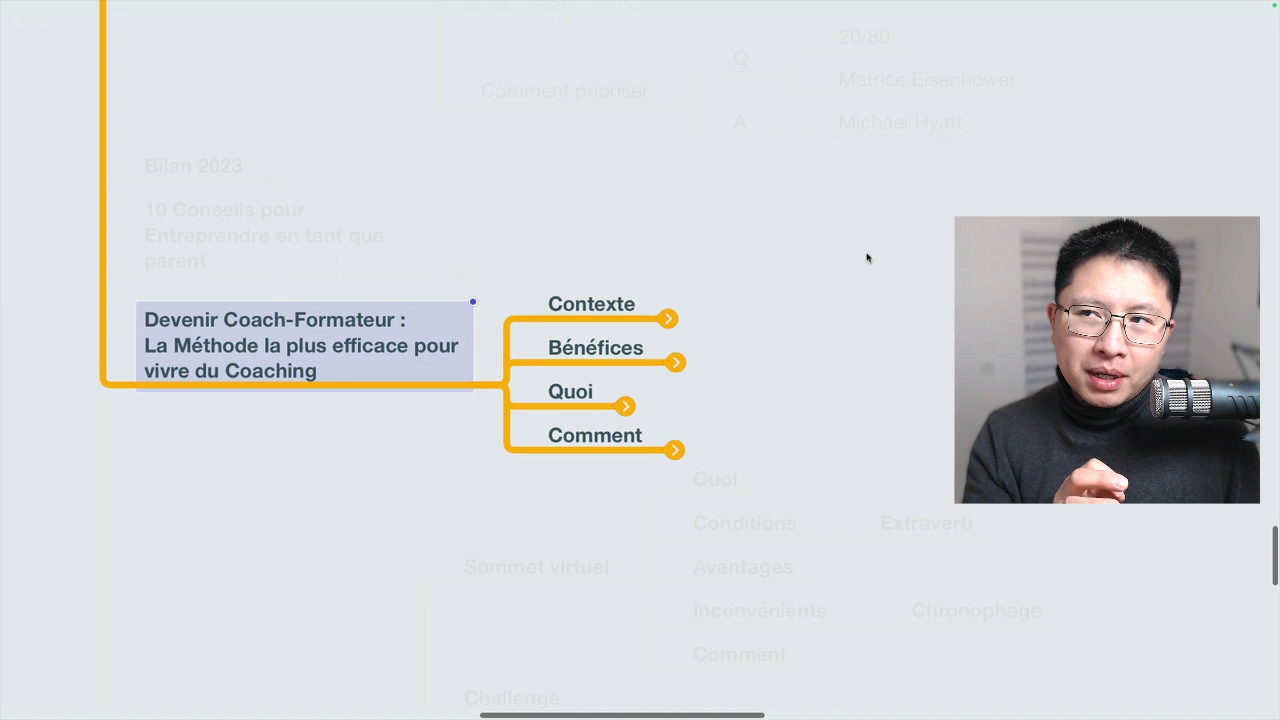 20/80
Q
Matrice Eisenhower
Comment prioriser
A
Michael Hyatt
Bilan 2023
10 Conseils pour
Entreprendre en tant que
parent
Devenir Coach-Formateur :
La Méthode la plus efficace pour
vivre du Coaching
Contexte
Bénéfices
Quoi
Comment
Quoi
Conditions
Extraverti
Sommet virtuel
Avantages
Inconvénients
Chronophage
Comment
Challenge